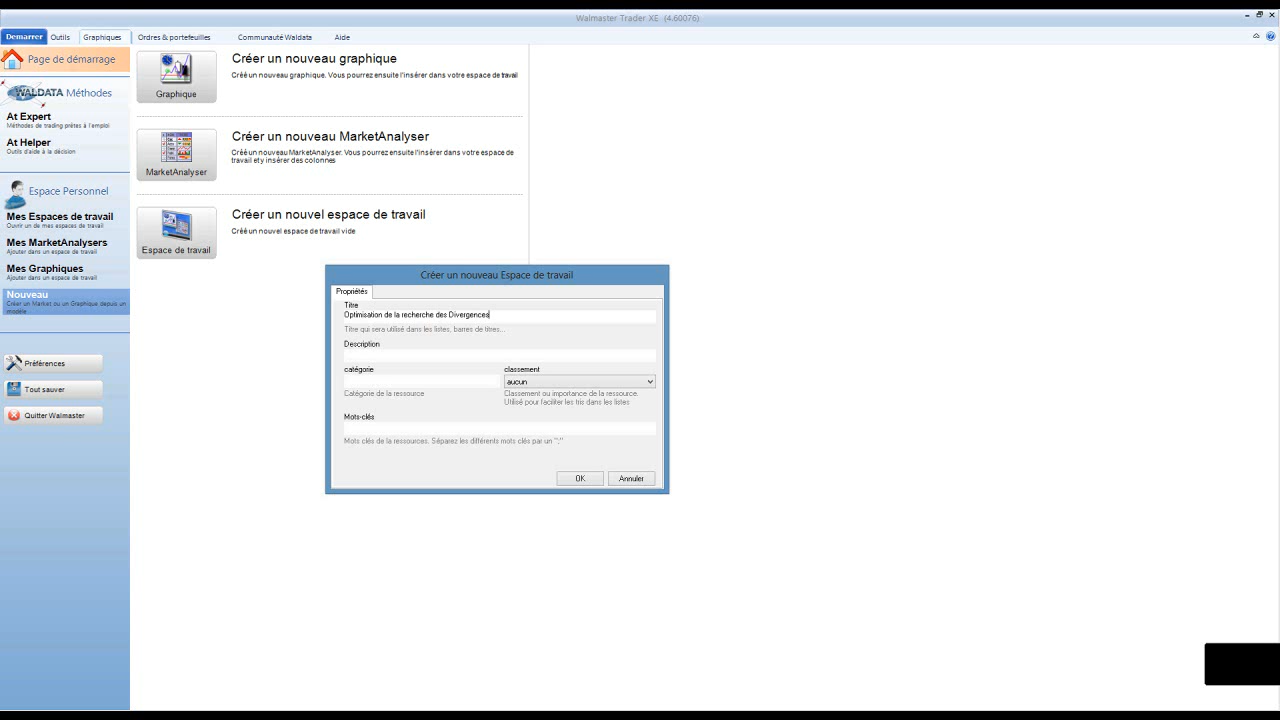 Walmaster Trader XE (4.60076)
Demarrer Outils Graphiques Ordres & portefeuilles Communauté Waldata Aide
Page de démarrage
WALDATA Méthodes
At Expert
Méthodes de trading prêtes à l'emploi
At Helper
Outils d'aide à la décision
Espace Personnel
Mes Espaces de travail
Ouvrir un de mes espaces de travail
Mes MarketAnalysers
Ajouter dans un espace de travail
Mes Graphiques
Ajouter dans un espace de travail
Nouveau
Créer un Market ou un Graphique depuis un
modèle
Préférences
Tout sauver
Quitter Walmaster
Graphique
Créer un nouveau graphique
Créé un nouveau graphique. Vous pourrez ensuite l'insérer dans votre espace de travail
MarketAnalyser
Créer un nouveau MarketAnalyser
Créé un nouveau MarketAnalyser. Vous pourrez ensuite l'insérer dans votre espace de
travail et y insérer des colonnes
Espace de travail
Créer un nouvel espace de travail
Créé un nouvel espace de travail vide
Créer un nouveau Espace de travail
Propriétés
Titre
Optimisation de la recherche des Divergences
Titre qui sera utilisé dans les listes, barres de titres...
Description
catégorie classement
aucun
Catégorie de la ressource
Classement ou importance de la ressource.
Utilisé pour l'aciliter les tris dans les listes
Mots-clés
Mots clés de la ressources. Séparez les différents mots clés par un ";"
OK Annuler